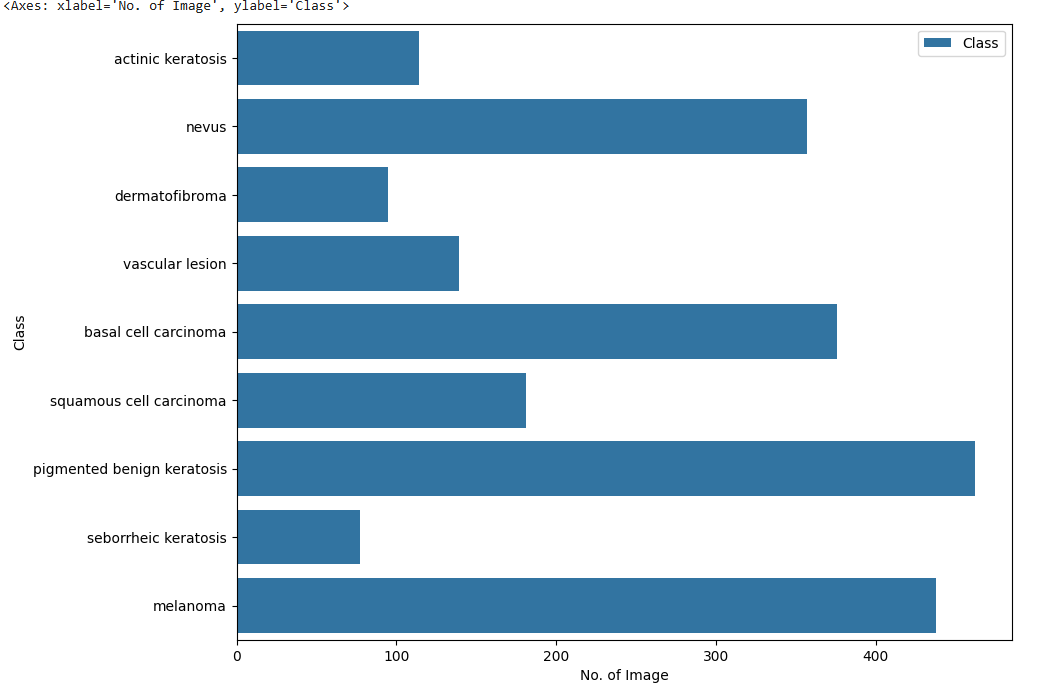 <Axes: xlabel='No. of Image', ylabel='Class'>
Class
actinic keratosis
nevus
dermatofibroma
vascular lesion
basal cell carcinoma
squamous cell carcinoma
pigmented benign keratosis
seborrheic keratosis
melanoma
Class
0 100 200 300 400
No. of Image